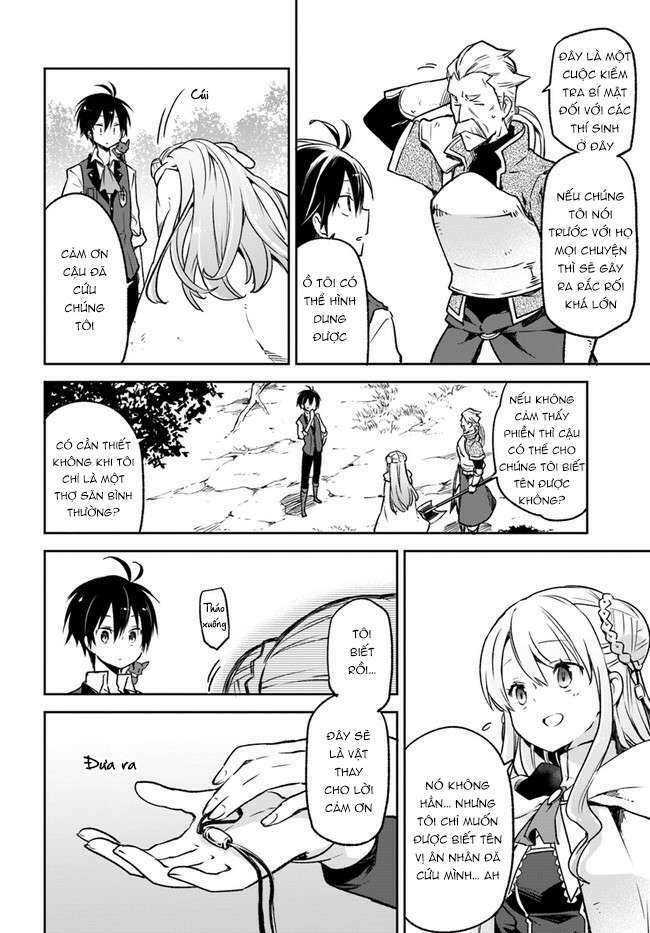 ĐÂY LÀ MỘT
CUỘC KIỂM
TRA BÍ MẬT
ĐỐI VỚI CÁC
THÍ SINH
Ở ĐÂY
NẾU CHÚNG
TÔI NÓI
TRƯỚC VỚI HỌ
MỌI CHUYỆN
THÌ SẼ GÂY
RA RẮC RỐI
KHÁ LỚN
Ồ TÔI CÓ
THỂ HÌNH
DUNG
ĐƯỢC
Cúi
CẢM ƠN
CẬU ĐÃ
CỨU
CHÚNG
TÔI
NẾU KHÔNG
CẢM THẤY
PHIỀN THÌ CẬU
CÓ THỂ CHO
CHÚNG TÔI BIẾT
TÊN ĐƯỢC
KHÔNG?
CÓ CẦN THIẾT
KHÔNG KHI TÔI
CHỈ LÀ MỘT
THỢ SĂN BÌNH
THƯỜNG?
NÓ KHÔNG
HẲN... NHƯNG
TÔI CHỈ MUỐN
ĐƯỢC BIẾT TÊN
VỊ ÂN NHÂN ĐÃ
CỨU MÌNH... AH
Tháo
xuống
TÔI
BIẾT
RỒI...
ĐÂY SẼ
LÀ VẬT
THAY
CHO LỜI
CẢM ƠN
Đưa ra